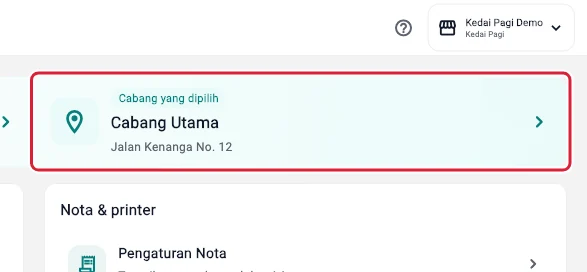 Kedai Pagi Demo
Kedai Pagi
Cabang yang dipilih
Cabang Utama
Jalan Kenanga No. 12
Nota & printer
Pengaturan Nota